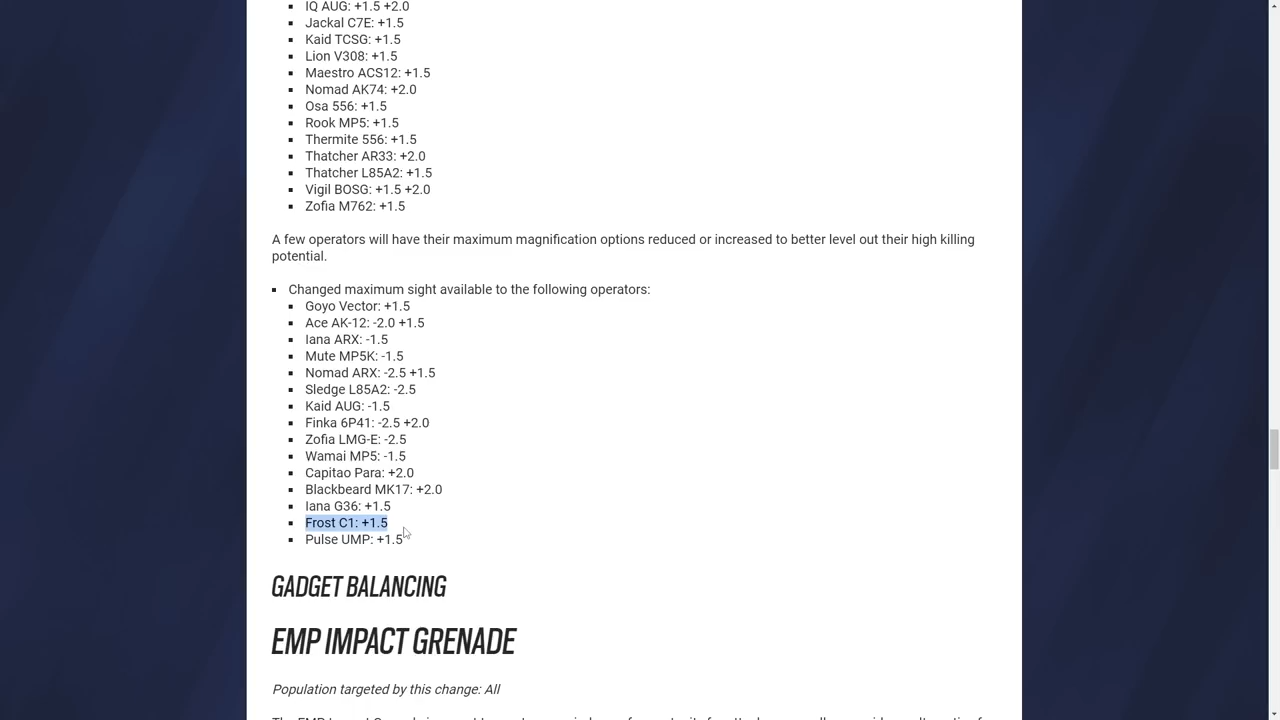 IQ AUG: +1.5 +2.0
Jackal C7E: +1.5
Kaid TCSG: +1.5
Lion V308: +1.5
Maestro ACS12: +1.5
Nomad AK74: +2.0
Osa 556: +1.5
Rook MP5: +1.5
Thermite 556: +1.5
Thatcher AR33: +2.0
Thatcher L85A2: +1.5
Vigil BOSG: +1.5 +2.0
Zofia M762: +1.5
A few operators will have their maximum magnification options reduced or increased to better level out their high killing
potential.
Changed maximum sight available to the following operators:
Goyo Vector: +1.5
Ace AK-12: -2.0 +1.5
Iana ARX: -1.5
Mute MP5K: -1.5
Nomad ARX: -2.5 +1.5
Sledge L85A2: -2.5
Kaid AUG: -1.5
Finka 6P41: -2.5 +2.0
Zofia LMG-E: -2.5
Wamai MP5: -1.5
Capitao Para: +2.0
Blackbeard MK17: +2.0
Iana G36: +1.5
Frost C1: +1.5
Pulse UMP: +1.5
GADGET BALANCING
EMP IMPACT GRENADE
Population targeted by this change: All